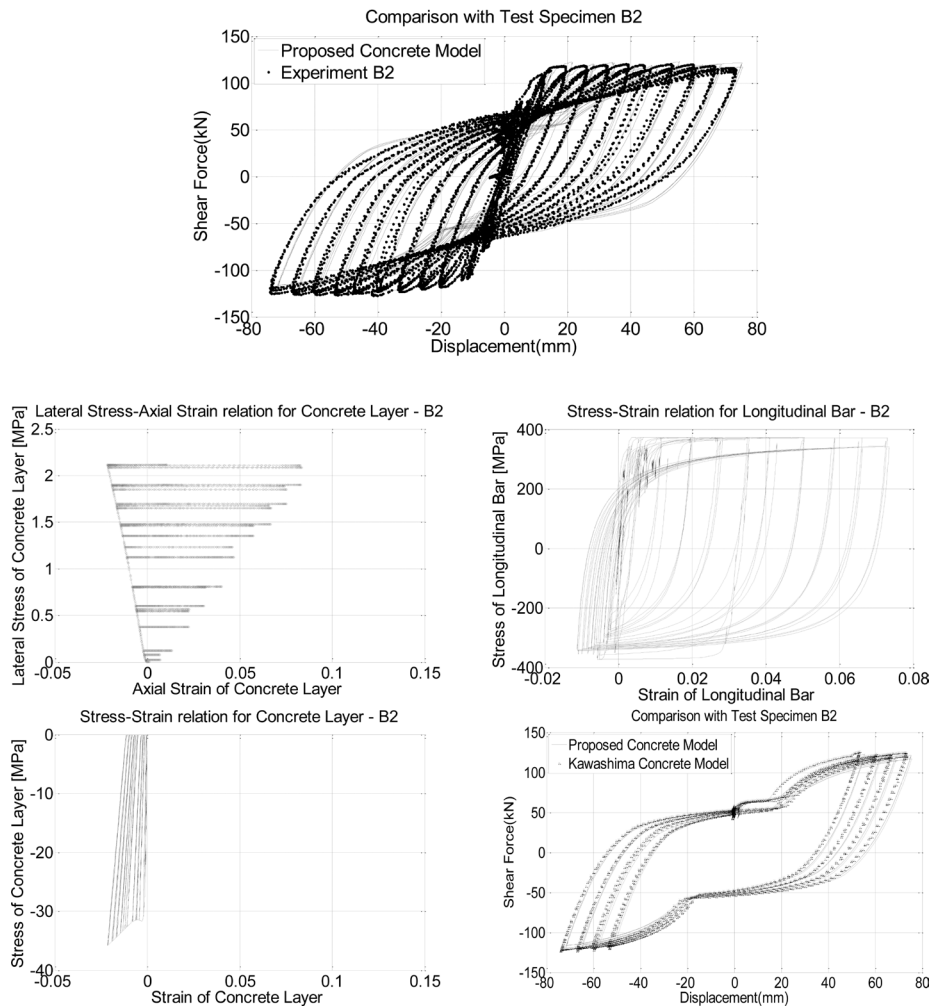 Comparison with Test Specimen B2
150
100
50
0
-50
-100
-150
Shear Force(kN)
Proposed Concrete Model
Experiment B2
-80 -60 -40 -20 0 20 40 60 80
Displacement(mm)
Lateral Stress-Axial Strain relation for Concrete Layer - B2
Lateral Stress of Concrete Layer [MPa]
2.5
2
1.5
1
0.5
0
-0.05 0 0.05 0.1 0.15
Axial Strain of Concrete Layer
Stress-Strain relation for Longitudinal Bar - B2
Stress of Longitudinal Bar [MPa]
400
200
0
-200
-400
-0.02 0 0.02 0.04 0.06 0.08
Strain of Longitudinal Bar
Stress-Strain relation for Concrete Layer - B2
Stress of Concrete Layer [MPa]
0
-10
-20
-30
-40
-0.05 0 0.05 0.1 0.15
Strain of Concrete Layer
Comparison with Test Specimen B2
Shear Force(kN)
150
100
50
0
-50
-100
-150
Proposed Concrete Model
Kawashima Concrete Model
-80 -60 -40 -20 0 20 40 60 80
Displacement(mm)